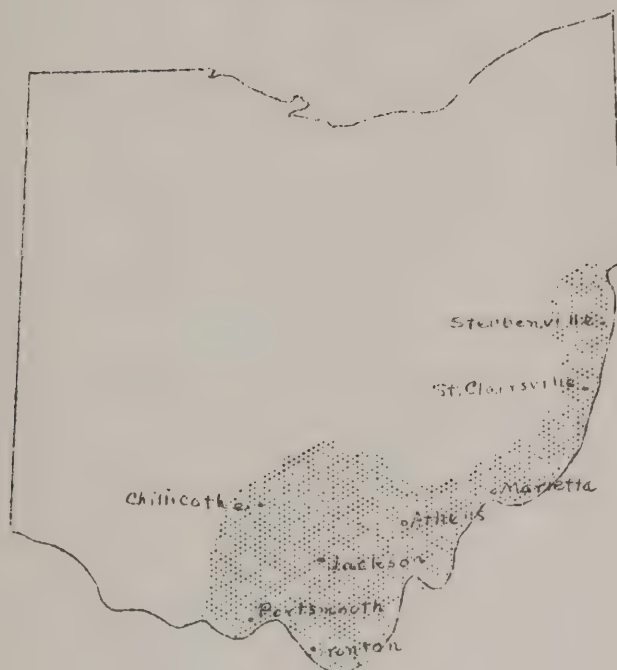 Steubenville
St. Clairsville
Marietta
Chillicothe
Athens
Jackson
Portsmouth
Ironton